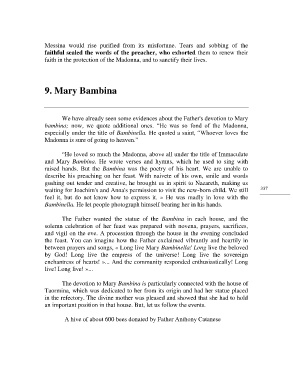 Messina would rise purified from its misfortune. Tears and sobbing of the
faithful sealed the words of the preacher, who exhorted them to renew their
faith in the protection of the Madonna, and to sanctify their lives.
9. Mary Bambina
We have already seen some evidences about the Father's devotion to Mary
bambina; now, we quote additional ones. "He was so fond of the Madonna,
especially under the title of Bambinella. He quoted a saint, "Whoever loves the
Madonna is sure of going to heaven."
"He loved so much the Madonna, above all under the title of Immaculate
and Mary Bambina. He wrote verses and hymns, which he used to sing with
raised hands. But the Bambina was the poetry of his heart. We are unable to
describe his preaching on her feast. With naivete of his own, smile and words
gushing out tender and creative, he brought us in spirit to Nazareth, making us
waiting for Joachim's and Anna's permission to visit the new-born child. We still
feel it, but do not know how to express it. » He was madly in love with the
Bambinella. He let people photograph himself bearing her in his hands.
The Father wanted the statue of the Bambina in each house, and the
solemn celebration of her feast was prepared with novena, prayers, sacrifices,
and vigil on the eve. A procession through the house in the evening concluded
the feast. You can imagine how the Father exclaimed vibrantly and heartily in
between prayers and songs, « Long live Mary Bambinella! Long live the beloved
by God! Long live the empress of the universe! Long live the sovereign
enchantress of hearts! »... And the community responded enthusiastically! Long
live! Long live! »...
The devotion to Mary Bambina is particularly connected with the house of
Taormina, which was dedicated to her from its origin and had her statue placed
in the refectory. The divine mother was pleased and showed that she had to hold
an important position in that house. But, let us follow the events.
A hive of about 600 bees donated by Father Anthony Catanese